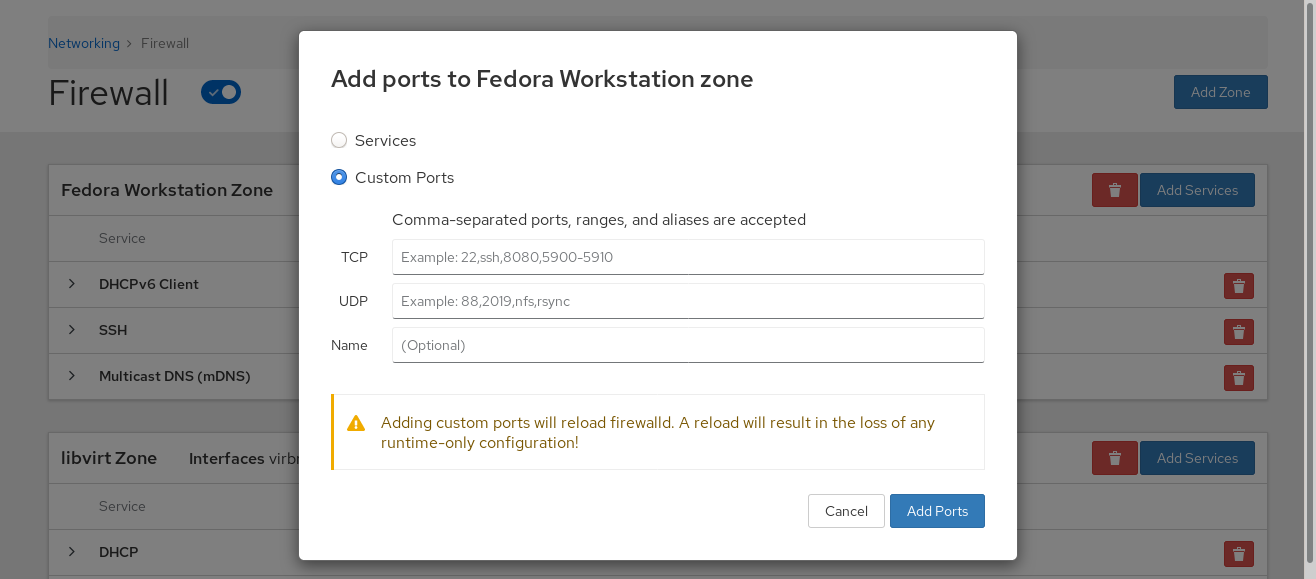 Networking > Firewall
Firewall
Add Zone
Add ports to Fedora Workstation zone
Services
Custom Ports
Comma-separated ports, ranges, and aliases are accepted
TCP Example: 22,ssh,8080,5900-5910
UDP Example: 88,2019,nfs,rsync
Name (Optional)
Adding custom ports will reload firewalld. A reload will result in the loss of any
runtime-only configuration!
Cancel Add Ports
Fedora Workstation Zone
Add Services
Service
DHCPv6 Client
SSH
Multicast DNS (mDNS)
libvirt Zone Interfaces
Add Services
Service
DHCP